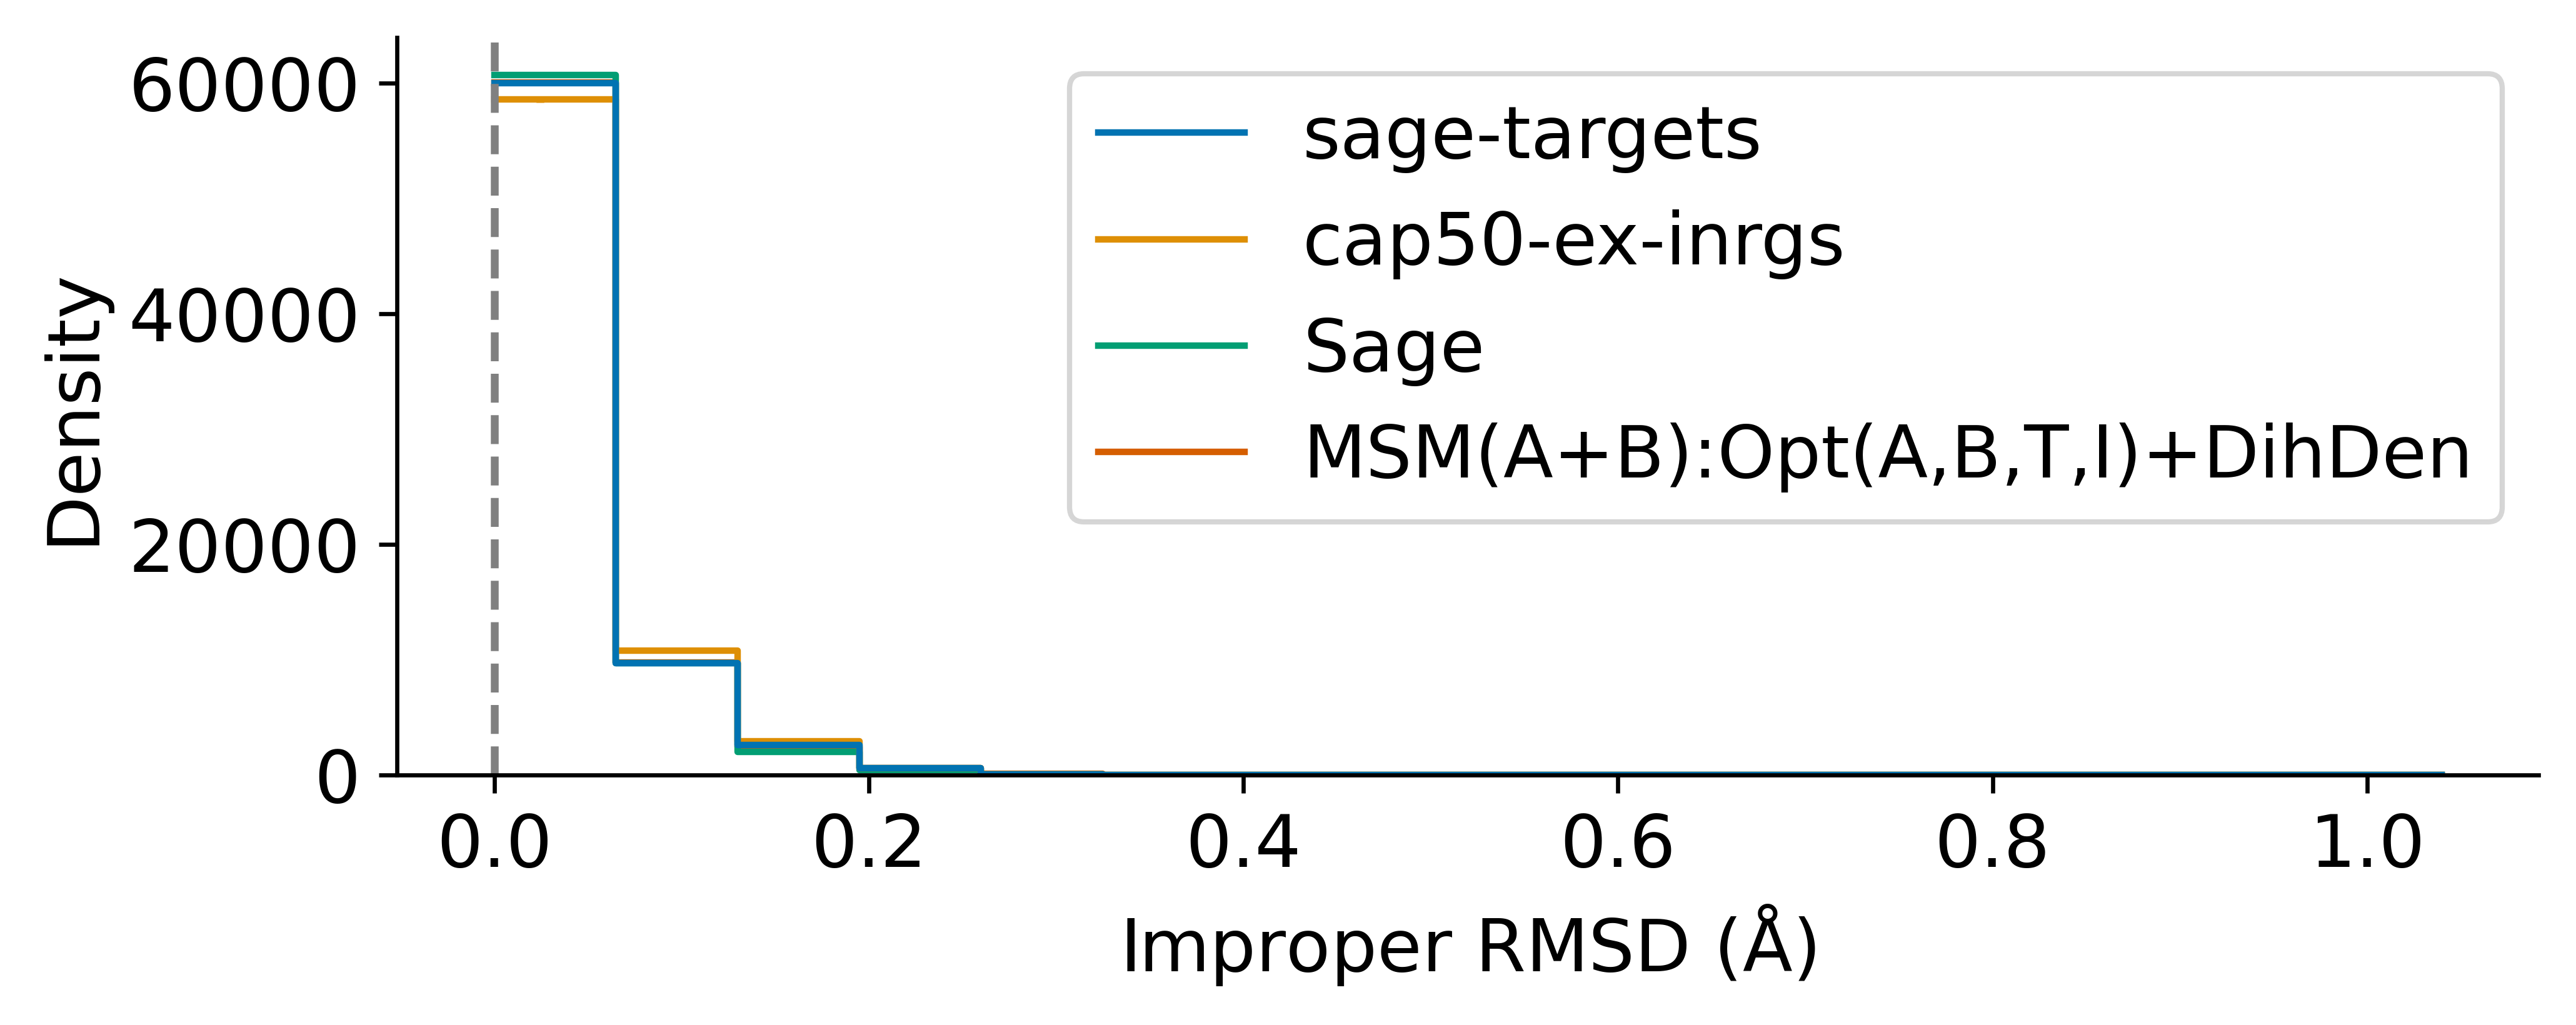 60000
40000
20000
0
Density
sage-targets
cap50-ex-inrgs
Sage
MSM(A+B):Opt(A,B,T,I)+DihDen
0.0 0.2 0.4 0.6 0.8 1.0
Improper RMSD (Å)